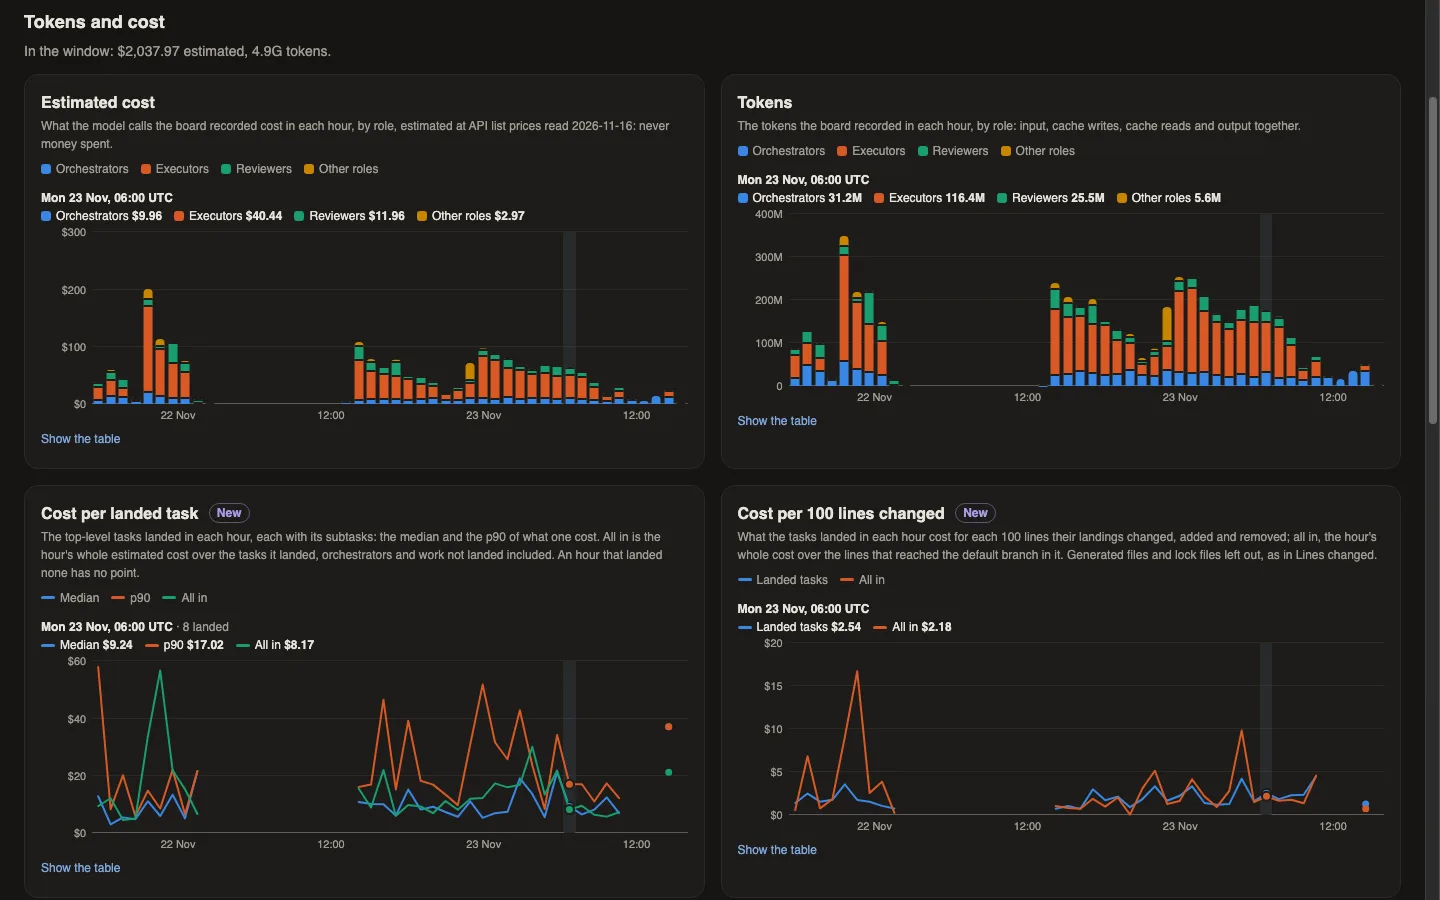 Tokens and cost
In the window: $2,037.97 estimated, 4.9G tokens.
Estimated cost
What the model calls the board recorded cost in each hour, by role, estimated at API list prices read 2026-11-16: never
money spent.
Orchestrators Executors Reviewers Other roles
Mon 23 Nov, 06:00 UTC
Orchestrators $9.96 Executors $40.44 Reviewers $11.96 Other roles $2.97
$300
$200
$100
$0
22 Nov 12:00 23 Nov 12:00
Show the table
Tokens
The tokens the board recorded in each hour, by role: input, cache writes, cache reads and output together.
Orchestrators Executors Reviewers Other roles
Mon 23 Nov, 06:00 UTC
Orchestrators 31.2M Executors 116.4M Reviewers 25.5M Other roles 5.6M
400M
300M
200M
100M
0
22 Nov 12:00 23 Nov 12:00
Show the table
Cost per landed task New
The top-level tasks landed in each hour, each with its subtasks: the median and the p90 of what one cost. All in is the
hour's whole estimated cost over the tasks it landed, orchestrators and work not landed included. An hour that landed
none has no point.
Median p90 All in
Mon 23 Nov, 06:00 UTC · 8 landed
Median $9.24 p90 $17.02 All in $8.17
$60
$40
$20
$0
22 Nov 12:00 23 Nov 12:00
Show the table
Cost per 100 lines changed New
What the tasks landed in each hour cost for each 100 lines their landings changed, added and removed; all in, the hour's
whole cost over the lines that reached the default branch in it. Generated files and lock files left out, as in Lines changed.
Landed tasks All in
Mon 23 Nov, 06:00 UTC
Landed tasks $2.54 All in $2.18
$20
$15
$10
$5
$0
22 Nov 12:00 23 Nov 12:00
Show the table